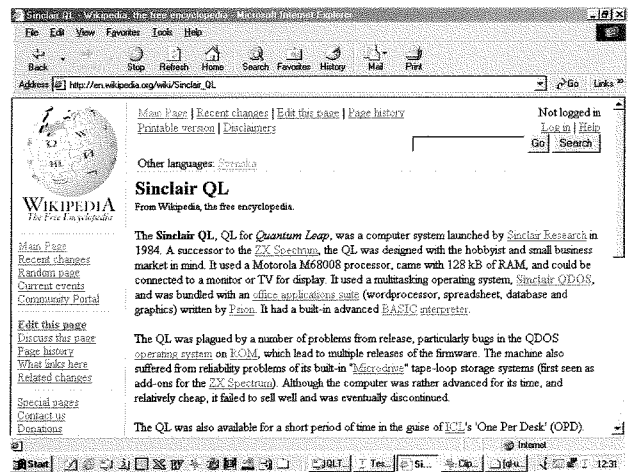 Sinclair QL - Wikipedia, the free encyclopedia - Microsoft Internet Explorer
File Edit View Favorites Tools Help
Back Stop Refresh Home Search Favorites History Mail Print
Address http://en.wikipedia.org/wiki/Sinclair_QL Go Links »
Main Page | Recent changes | Edit this page | Page history
Printable version | Disclaimers
Not logged in
Log in | Help
Go Search
Other languages: Svenska
WIKIPEDIA
The Free Encyclopedia
Main Page
Recent changes
Random page
Current events
Community Portal
Edit this page
Discuss this page
Page history
What links here
Related changes
Special pages
Contact us
Donations
Sinclair QL
From Wikipedia, the free encyclopedia.
The Sinclair QL, QL for Quantum Leap, was a computer system launched by Sinclair Research in
1984. A successor to the ZX Spectrum, the QL was designed with the hobbyist and small business
market in mind. It used a Motorola M68008 processor, came with 128 kB of RAM, and could be
connected to a monitor or TV for display. It used a multitasking operating system, Sinclair QDOS,
and was bundled with an office applications suite (wordprocessor, spreadsheet, database and
graphics) written by Psion. It had a built-in advanced BASIC interpreter.
The QL was plagued by a number of problems from release, particularly bugs in the QDOS
operating system on ROM, which lead to multiple releases of the firmware. The machine also
suffered from reliability problems of its built-in "Microdrive" tape-loop storage systems (first seen as
add-ons for the ZX Spectrum). Although the computer was rather advanced for its time, and
relatively cheap, it failed to sell well and was eventually discontinued.
The QL was also available for a short period of time in the guise of ICL's 'One Per Desk' (OPD).
Internet
Start JQLT... Tes... Si... Clip... 12:31